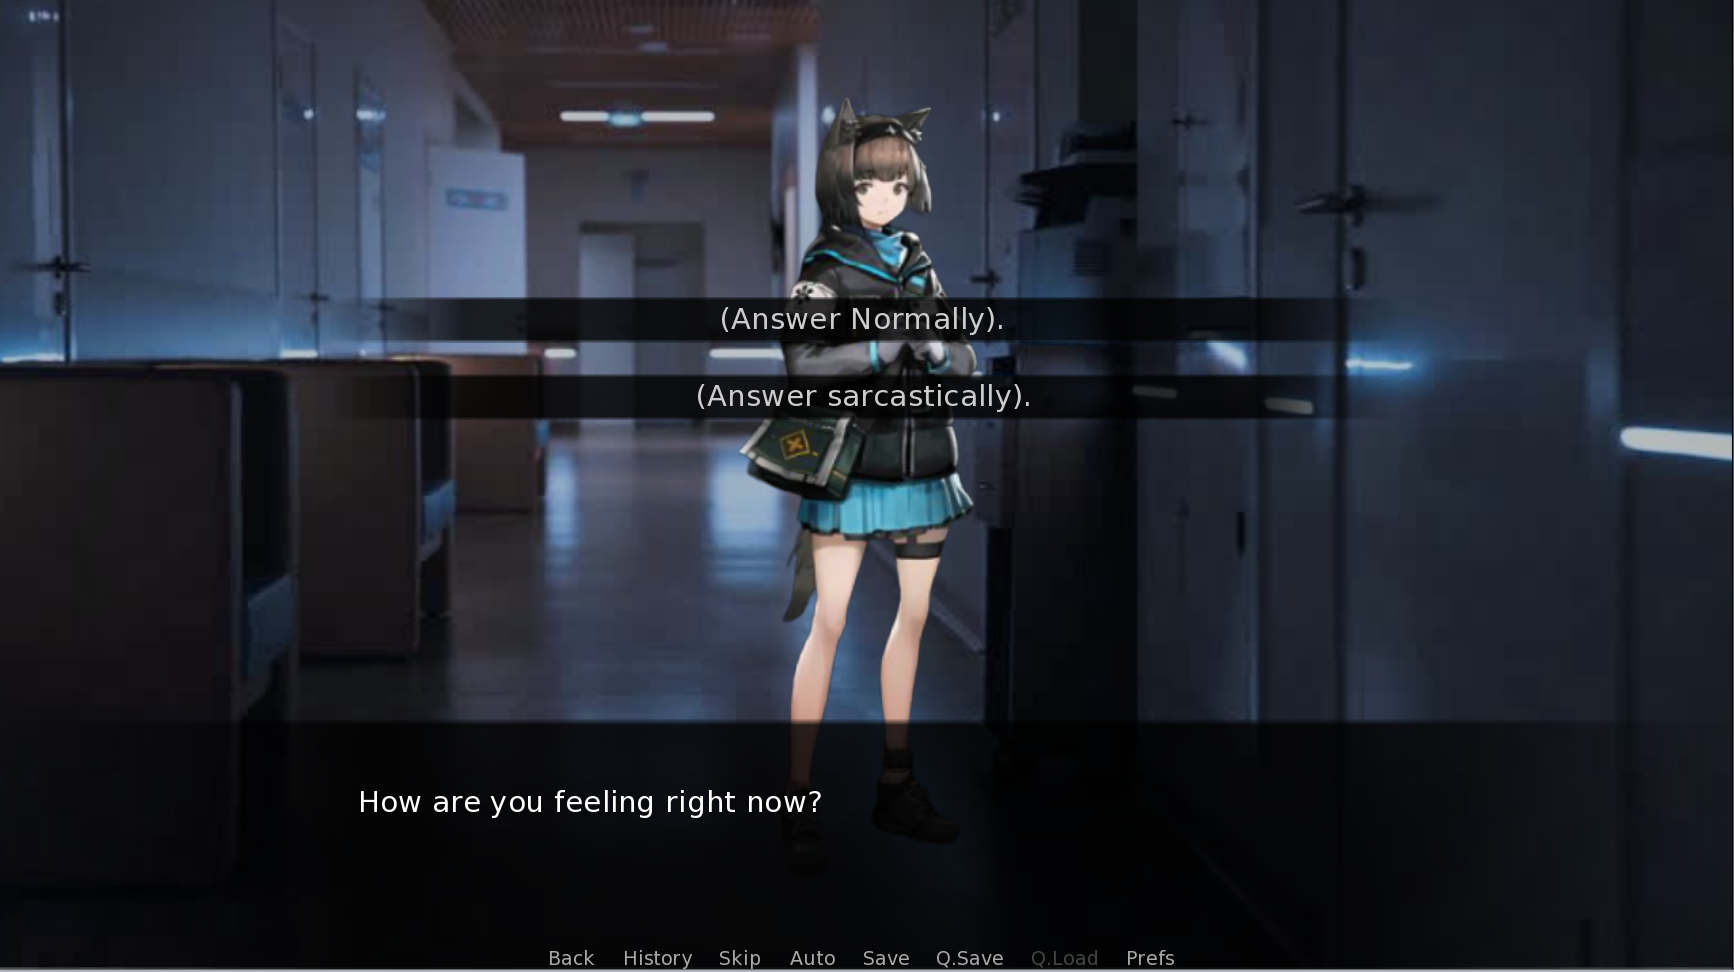 (Answer Normally).
(Answer sarcastically).
How are you feeling right now?
Back History Skip Auto Save Q.Save Q.Load Prefs